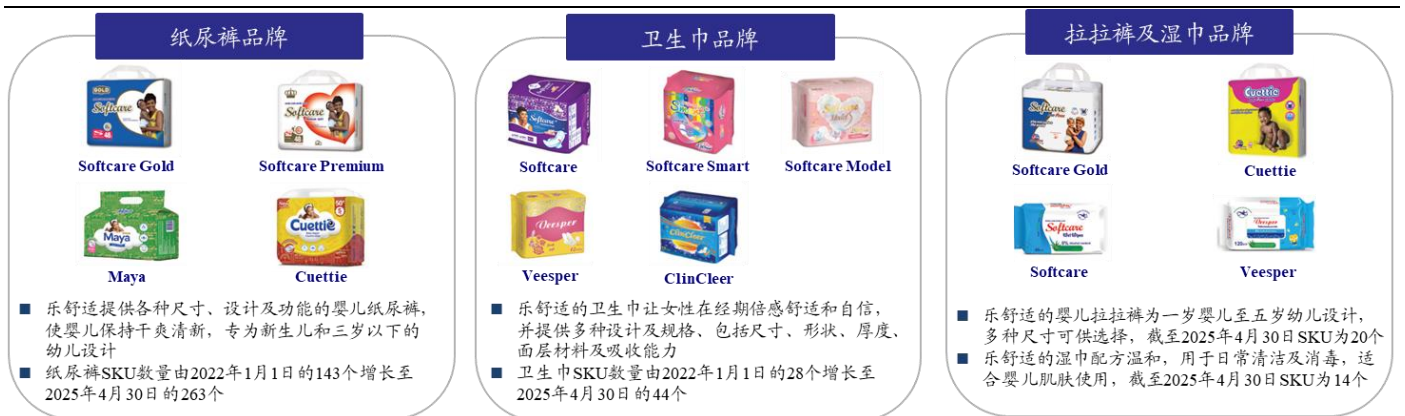 纸尿裤品牌
Softcare Gold
Softcare Premium
Maya
Cuettie
■ 乐舒适提供各种尺寸、设计及功能的婴儿纸尿裤，
使婴儿保持干爽清新，专为新生儿和三岁以下的
幼儿设计
■ 纸尿裤SKU数量由2022年1月1日的143个增长至
2025年4月30日的263个
卫生巾品牌
Softcare
Softcare Smart
Softcare Model
Veesper
ClinCleer
■ 乐舒适的卫生巾让女性在经期倍感舒适和自信，
并提供多种设计及规格、包括尺寸、形状、厚度、
面层材料及吸收能力
■ 卫生巾SKU数量由2022年1月1日的28个增长至
2025年4月30日的44个
拉拉裤及湿巾品牌
Softcare Gold
Cuettie
Softcare
Veesper
■ 乐舒适的婴儿拉拉裤为一岁婴儿至五岁幼儿设计，
多种尺寸可供选择，截至2025年4月30日SKU为20个
■ 乐舒适的湿巾配方温和，用于日常清洁及消毒，适
合婴儿肌肤使用，截至2025年4月30日SKU为14个